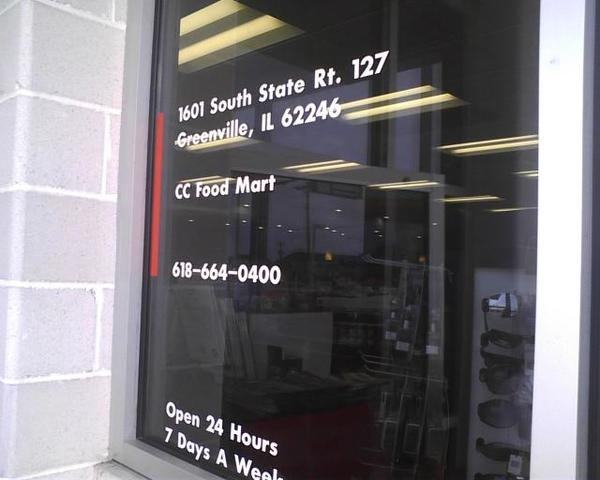 1601 South State Rt. 127
Greenville, IL 62246
CC Food Mart
618-664-0400
Open 24 Hours
7 Days A Week